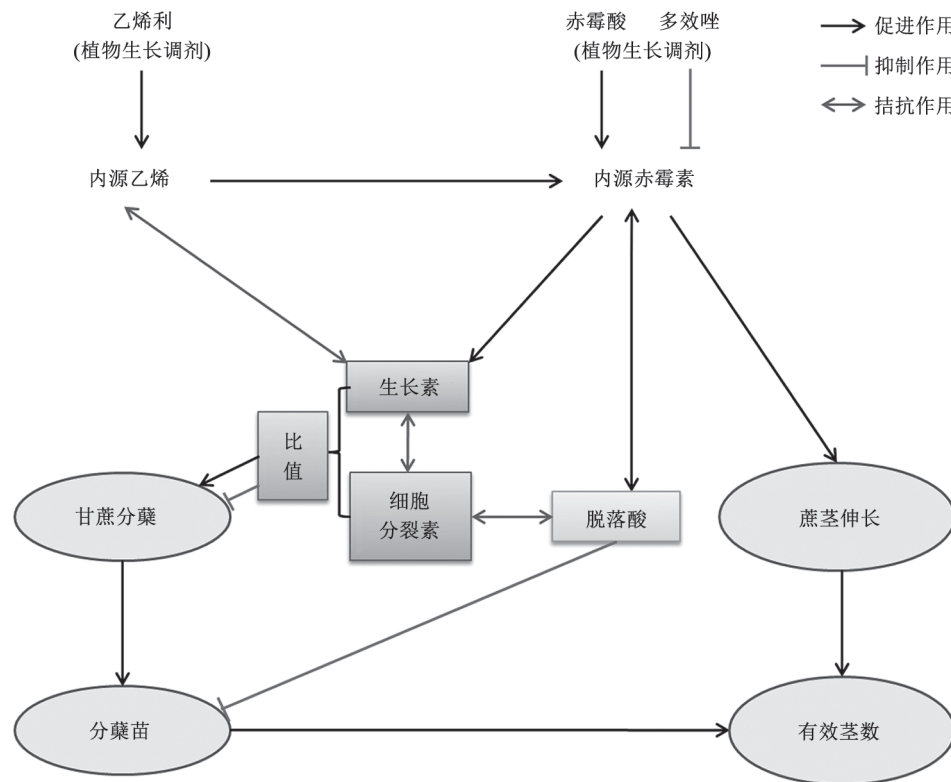 乙烯利
(植物生长调剂)
赤霉酸 多效唑
(植物生长调剂)
促进作用
抑制作用
拮抗作用
内源乙烯
内源赤霉素
生长素
比
值
细胞
分裂素
脱落酸
甘蔗分蘖
蔗茎伸长
分蘖苗
有效茎数